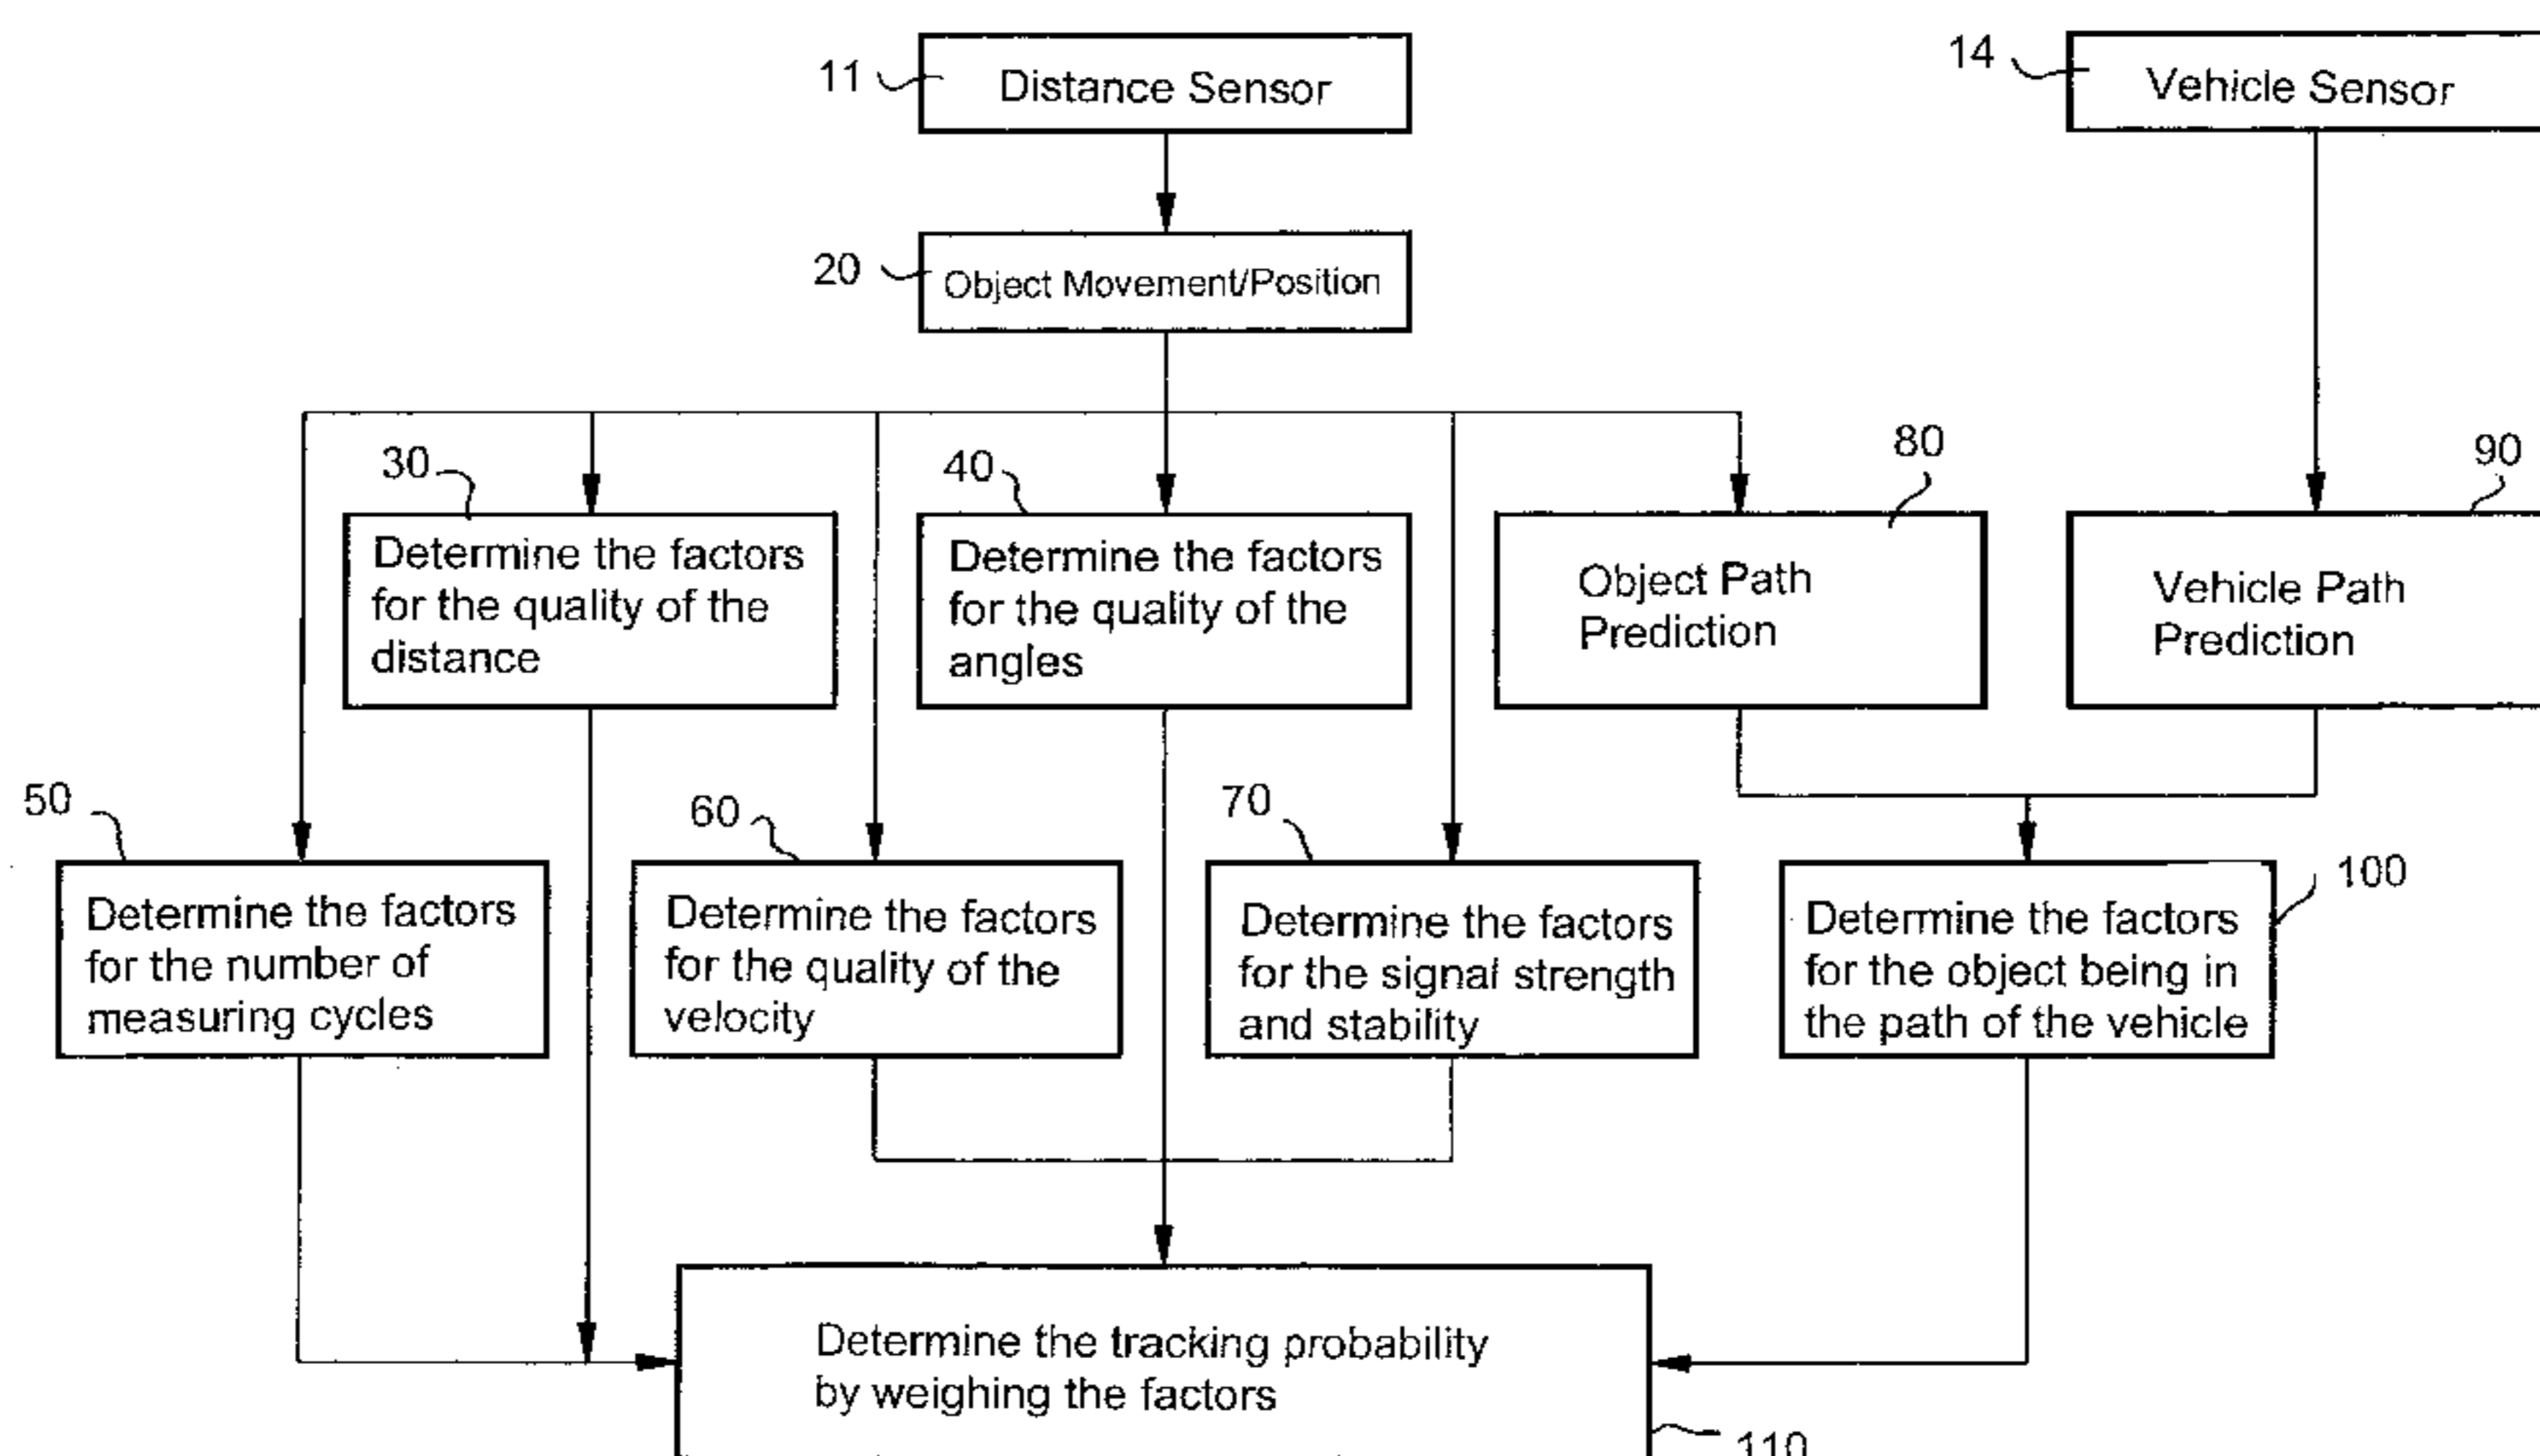 11
Distance Sensor
14
Vehicle Sensor
20
Object Movement/Position
30
40
80
90
Determine the factors
for the quality of the
distance
Determine the factors
for the quality of the
angles
Object Path
Prediction
Vehicle Path
Prediction
50
60
70
100
Determine the factors
for the number of
measuring cycles
Determine the factors
for the quality of the
velocity
Determine the factors
for the signal strength
and stability
Determine the factors
for the object being in
the path of the vehicle
Determine the tracking probability
by weighing the factors
110